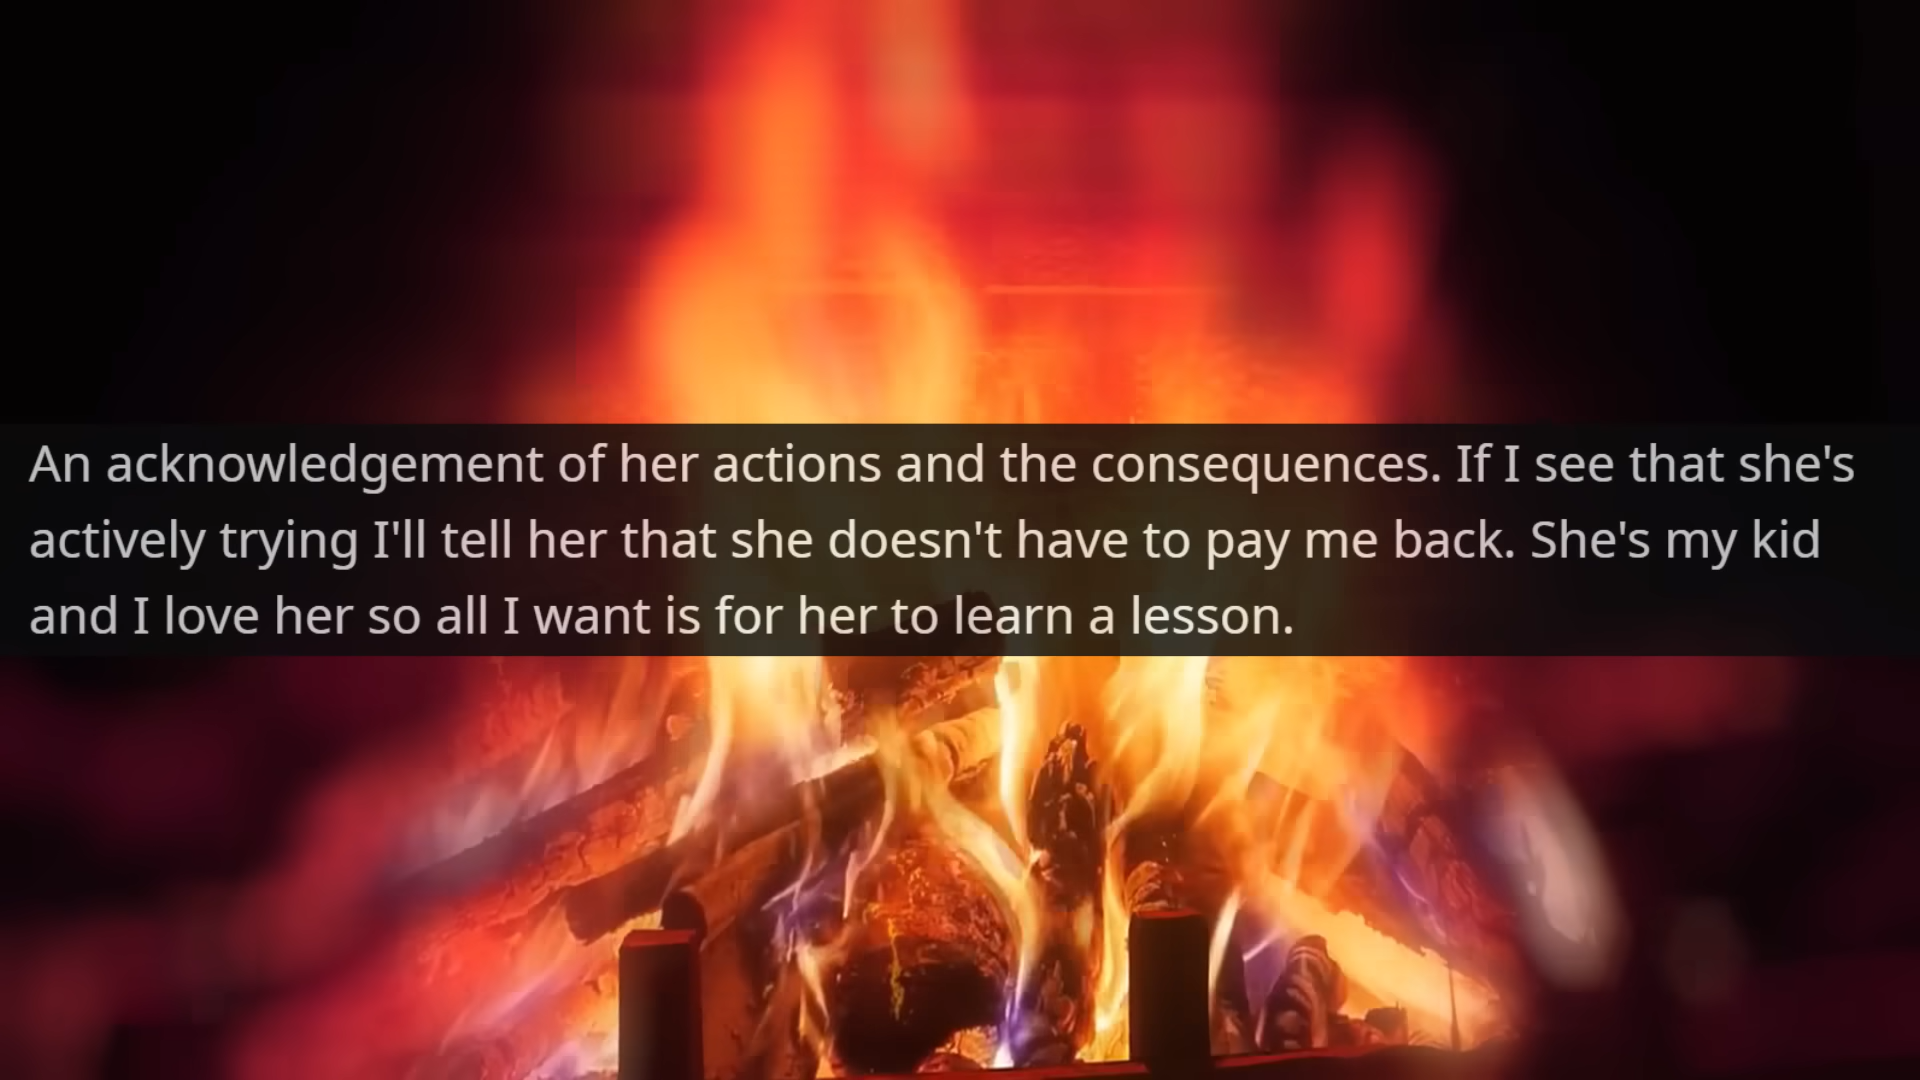 An acknowledgement of her actions and the consequences. If I see that she's
actively trying I'll tell her that she doesn't have to pay me back. She's my kid
and I love her so all I want is for her to learn a lesson.